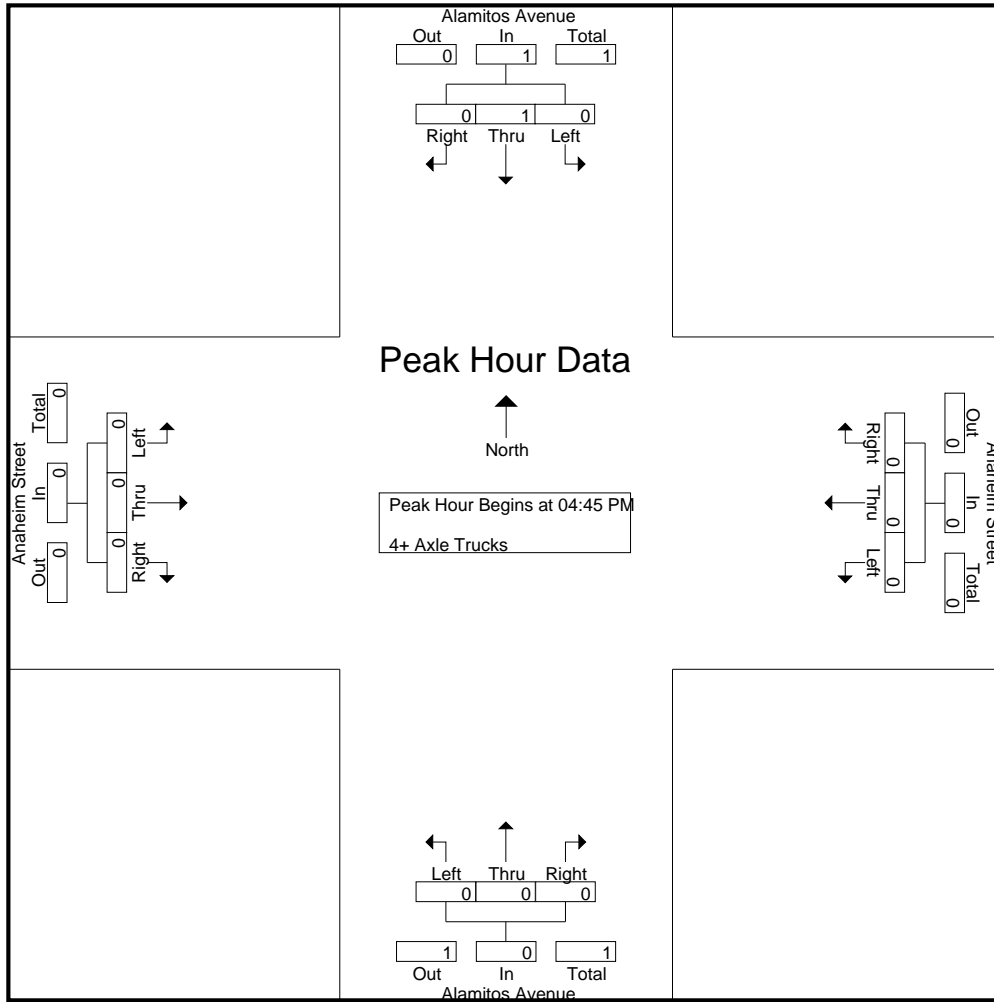 Alamitos Avenue
Out In Total
0 1 1
0 1 0
Right Thru Left
Peak Hour Data
North
Peak Hour Begins at 04:45 PM
4+ Axle Trucks
Anaheim Street
Total In Out
0 0 0
0 0 0
Left Thru Right
Right Thru Left
0 0 0
0 0 0
Out In Total
Anaheim Street
Left Thru Right
0 0 0
1 0 1
Out In Total
Alamitos Avenue